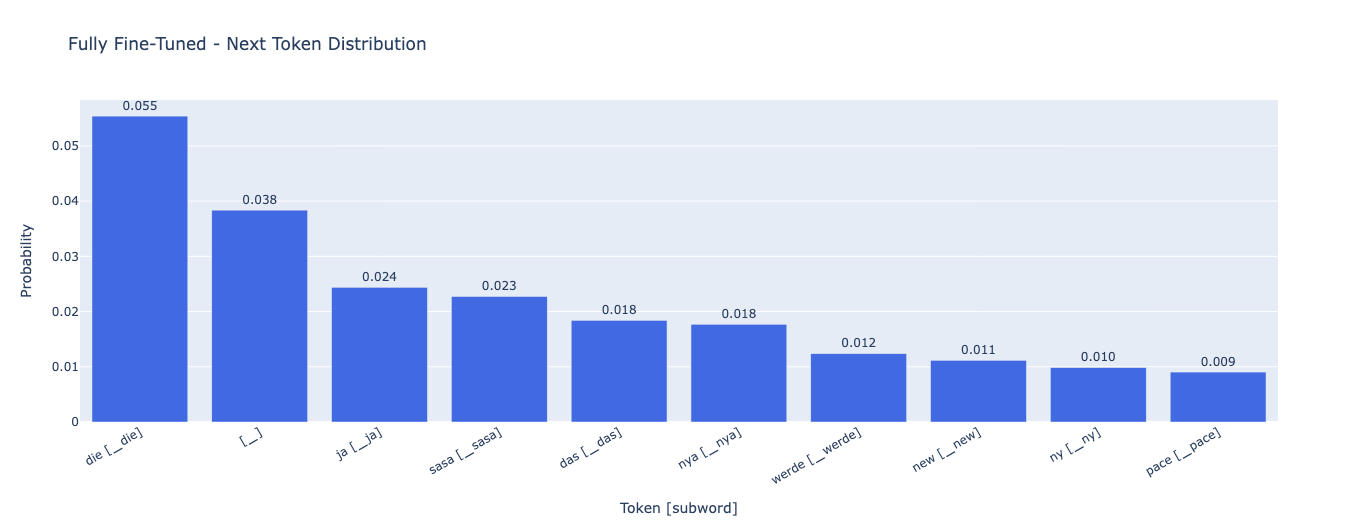 Fully Fine-Tuned - Next Token Distribution
0.055
0.038
0.024
0.023
0.018
0.018
0.012
0.011
0.010
0.009
0.05
0.04
0.03
0.02
0.01
0
Probability
die [__die]
[__]
ja [__ja]
sasa [__sasa]
das [__das]
nya [__nya]
werde [__werde]
new [__new]
ny [__ny]
pace [__pace]
Token [subword]